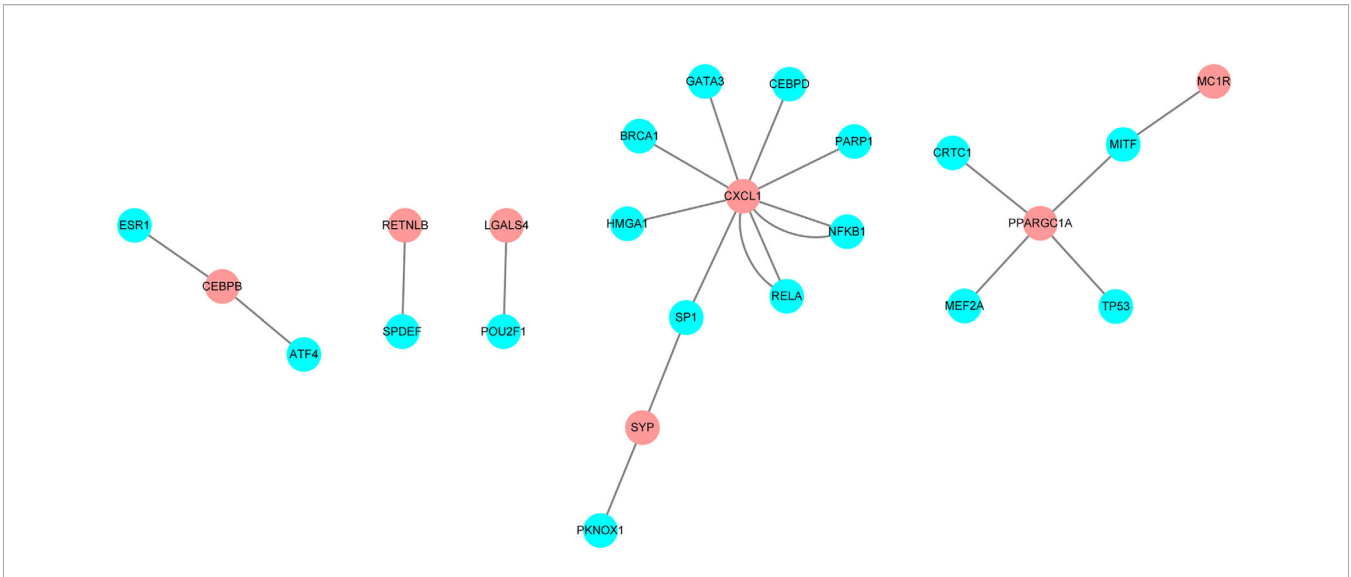 GATA3
CEBPD
MC1R
BRCA1
PARP1
MITF
CRTC1
CXCL1
ESR1
RETNLB
LGALS4
HMGA1
NFKB1
PPARGC1A
CEBPB
RELA
MEF2A
TP53
SP1
SPDEF
POU2F1
ATF4
SYP
PKNOX1